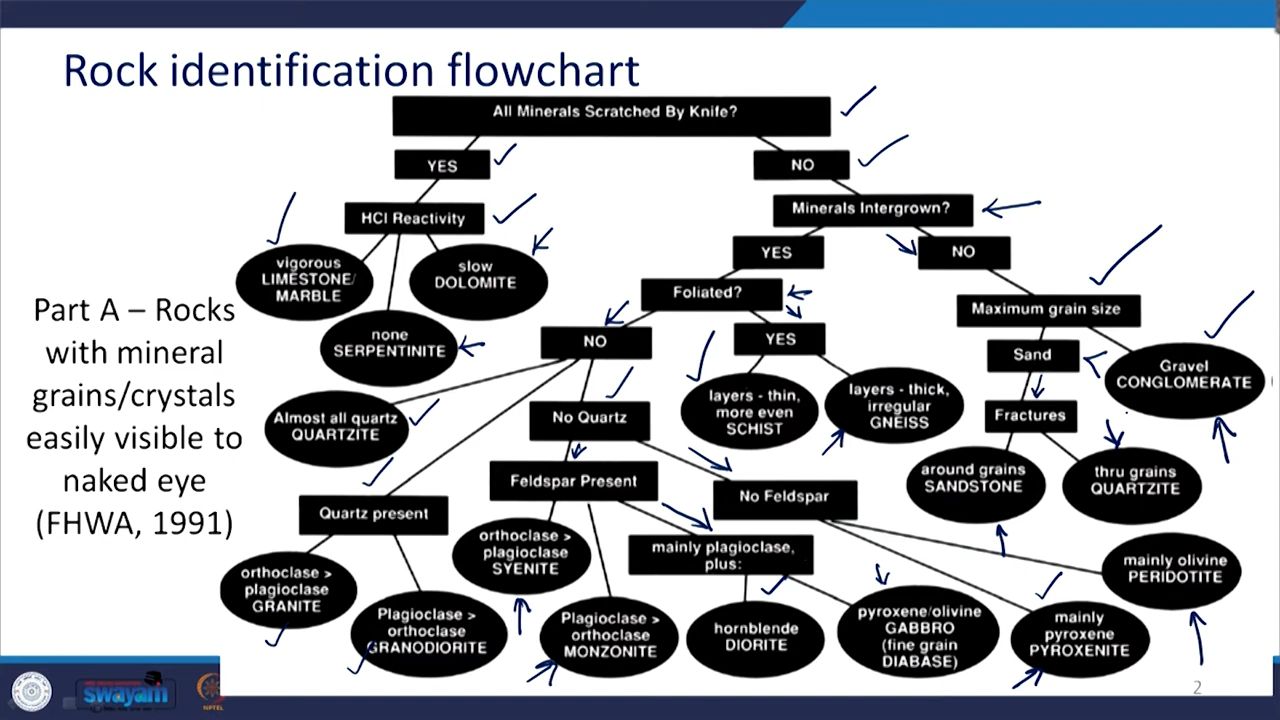 Rock identification flowchart
All Minerals Scratched By Knife?
YES
NO
HCl Reactivity
Minerals Intergrown?
vigorous
LIMESTONE/
MARBLE
slow
DOLOMITE
none
SERPENTINITE
YES
NO
Foliated?
Maximum grain size
NO
YES
Sand
Gravel
CONGLOMERATE
Part A – Rocks
with mineral
grains/crystals
easily visible to
naked eye
(FHWA, 1991)
Almost all quartz
QUARTZITE
No Quartz
layers - thin,
more even
SCHIST
layers - thick,
irregular
GNEISS
Fractures
around grains
SANDSTONE
thru grains
QUARTZITE
Quartz present
Feldspar Present
No Feldspar
orthoclase >
plagioclase
GRANITE
Plagioclase >
orthoclase
GRANODIORITE
orthoclase >
plagioclase
SYENITE
Plagioclase >
orthoclase
MONZONITE
mainly plagioclase,
plus:
hornblende
DIORITE
pyroxene/olivine
GABBRO
(fine grain
DIABASE)
mainly
pyroxene
PYROXENITE
mainly olivine
PERIDOTITE
swayam
NPTEL
2